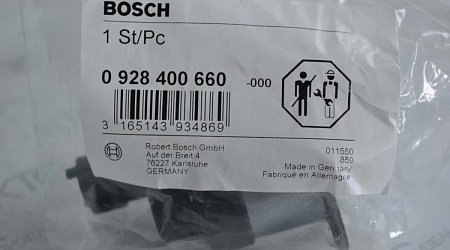 BOSCH
1 St/Pc
0 928 400 660 -000
3 165143 934869
Robert Bosch GmbH
Auf der Breit 4
76227 Karlsruhe
GERMANY
011550
859
Made in Germany
Fabriqué en Allemagne